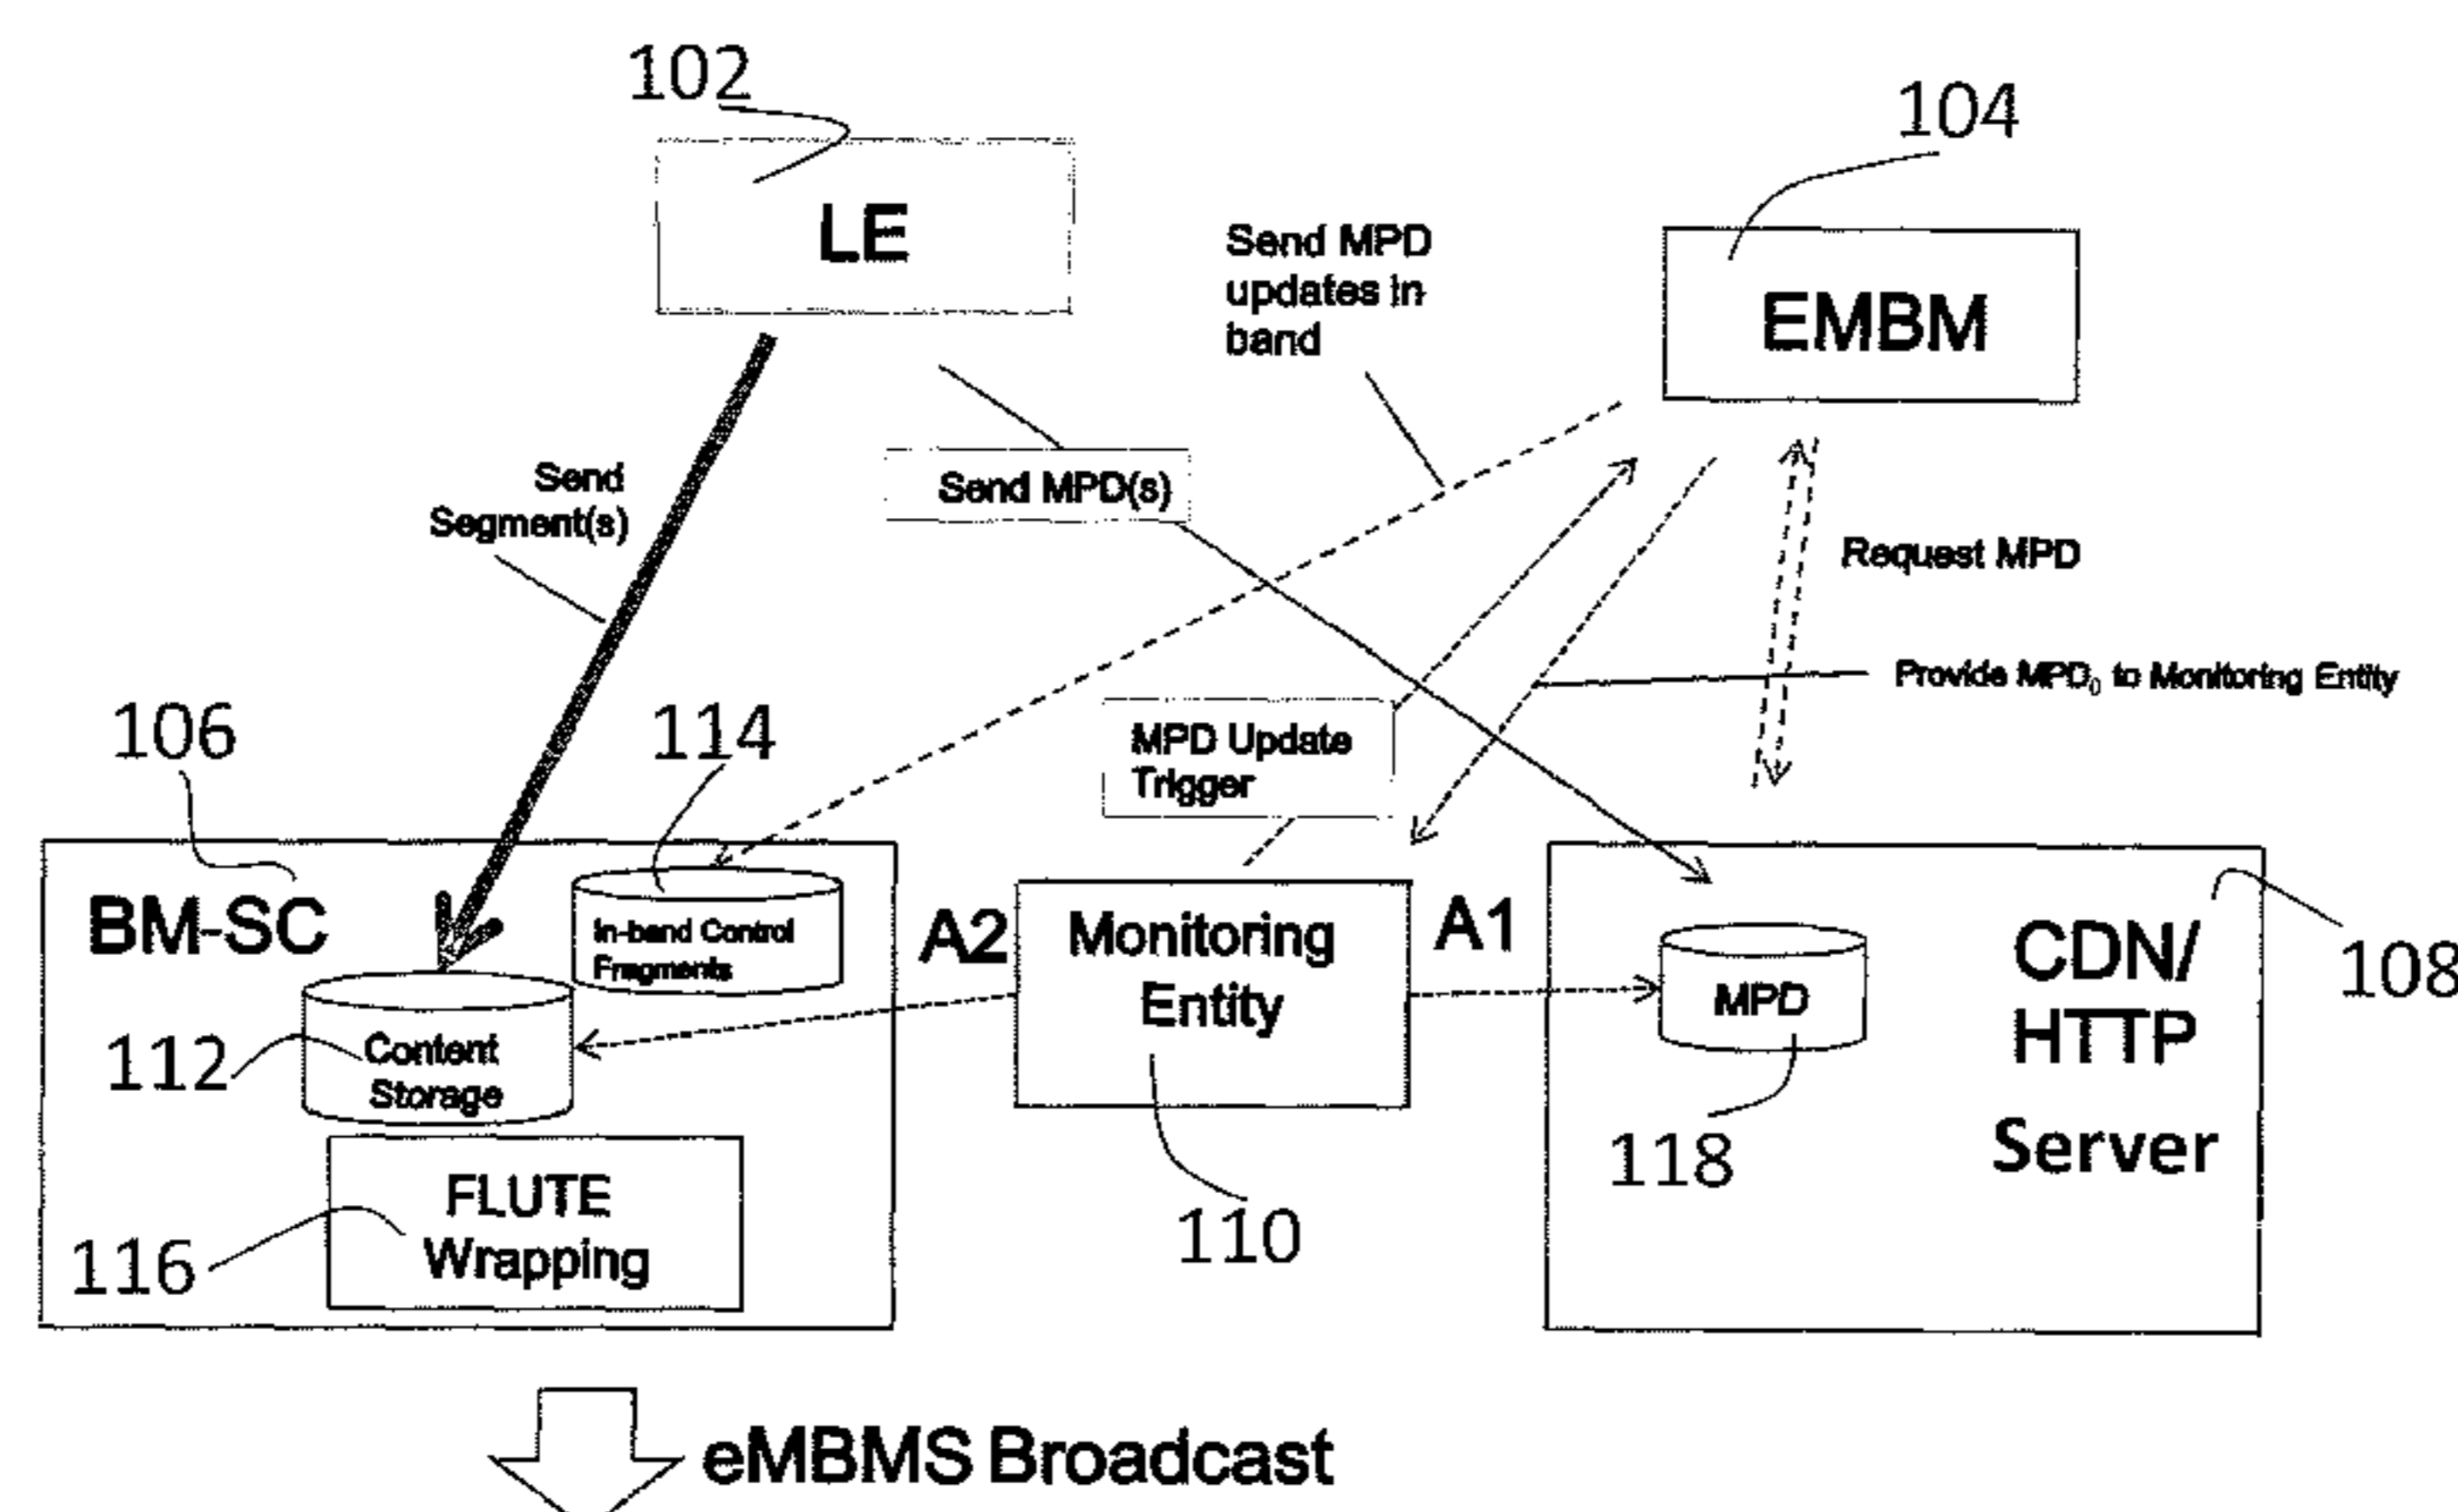 102
104
LE
Send MPD
updates in
band
EMBM
Send
Segment(s)
Send MPD(s)
Request MPD
Provide MPD0 to Monitoring Entity
106
114
MPD Update
Trigger
BM-SC
In-band Control
Fragments
A2
Monitoring
Entity
A1
MPD
CDN/
HTTP
Server
108
112
Content
Storage
118
FLUTE
Wrapping
116
110
eMBMS Broadcast